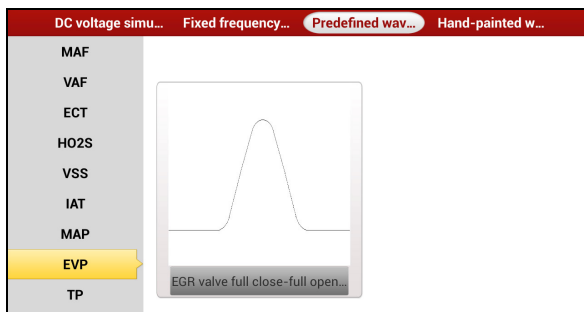 DC voltage simu... Fixed frequency... Predefined wav... Hand-painted w...
MAF
VAF
ECT
HO2S
VSS
IAT
MAP
EVP
TP
EGR valve full close-full open...